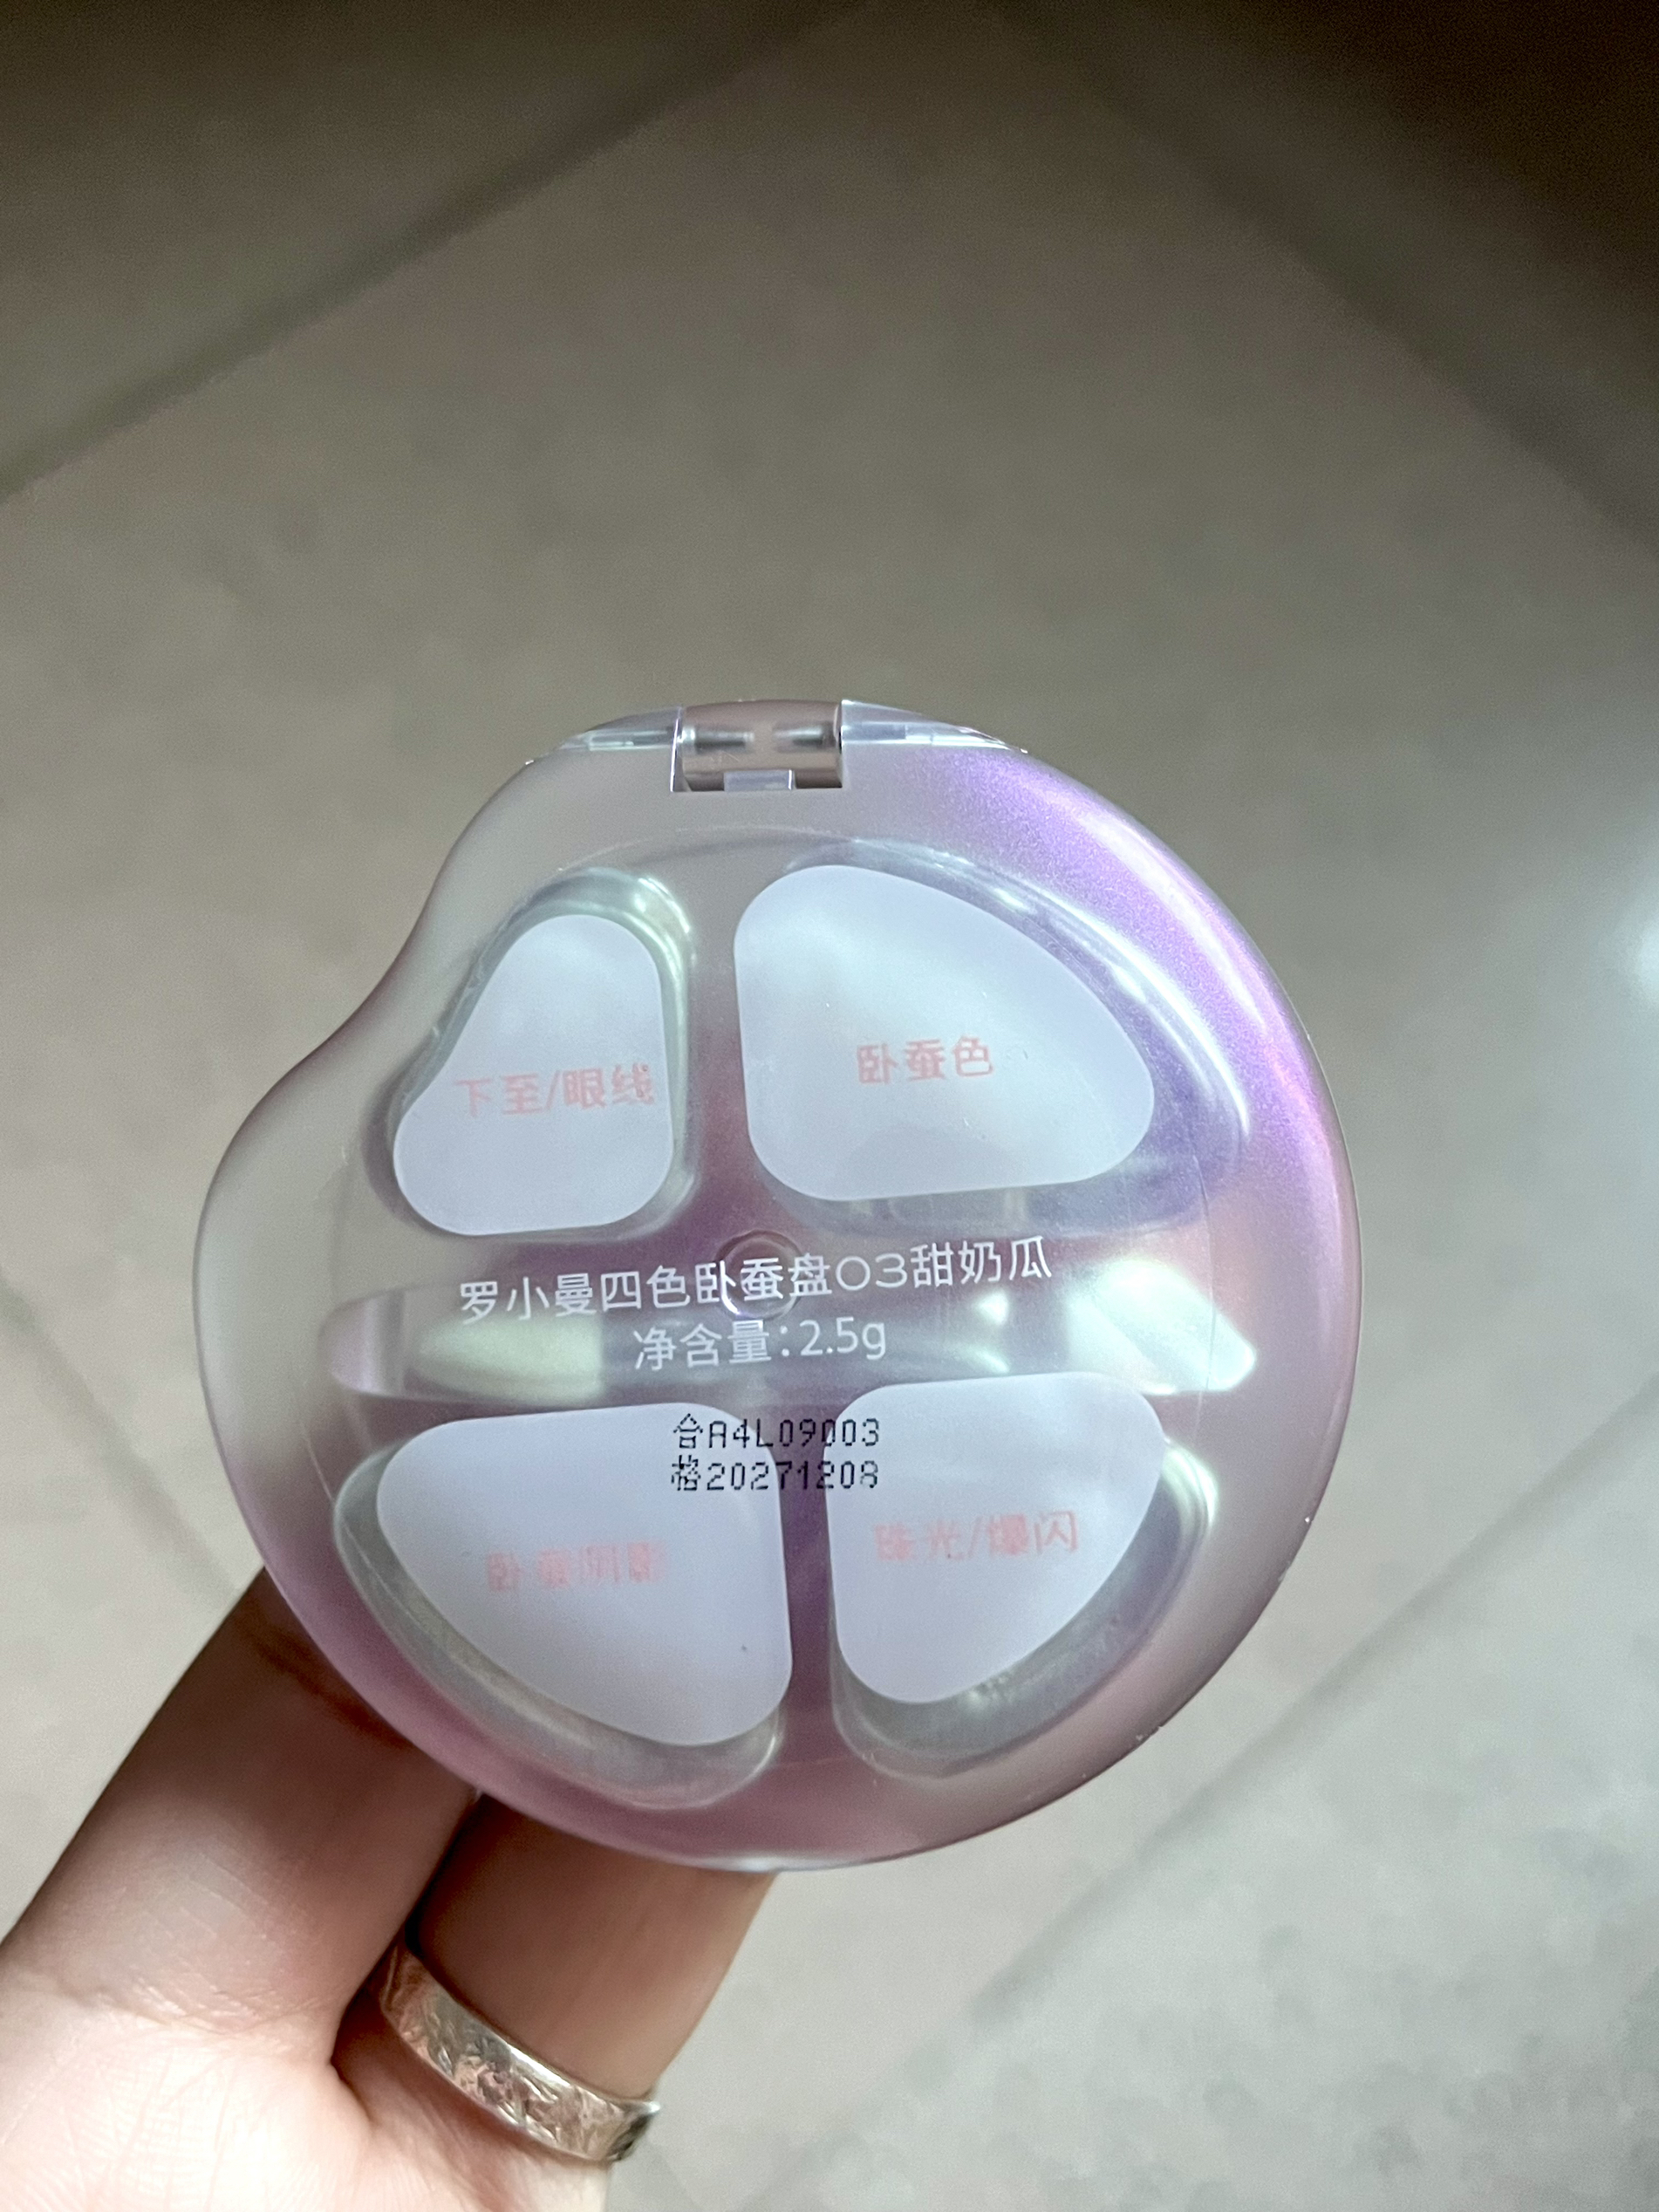 下至/眼线
卧蚕色
罗小曼四色卧蚕盘03甜奶瓜
净含量:2.5g
合A4L09003
格20271208
卧蚕阴影
珠光/爆闪